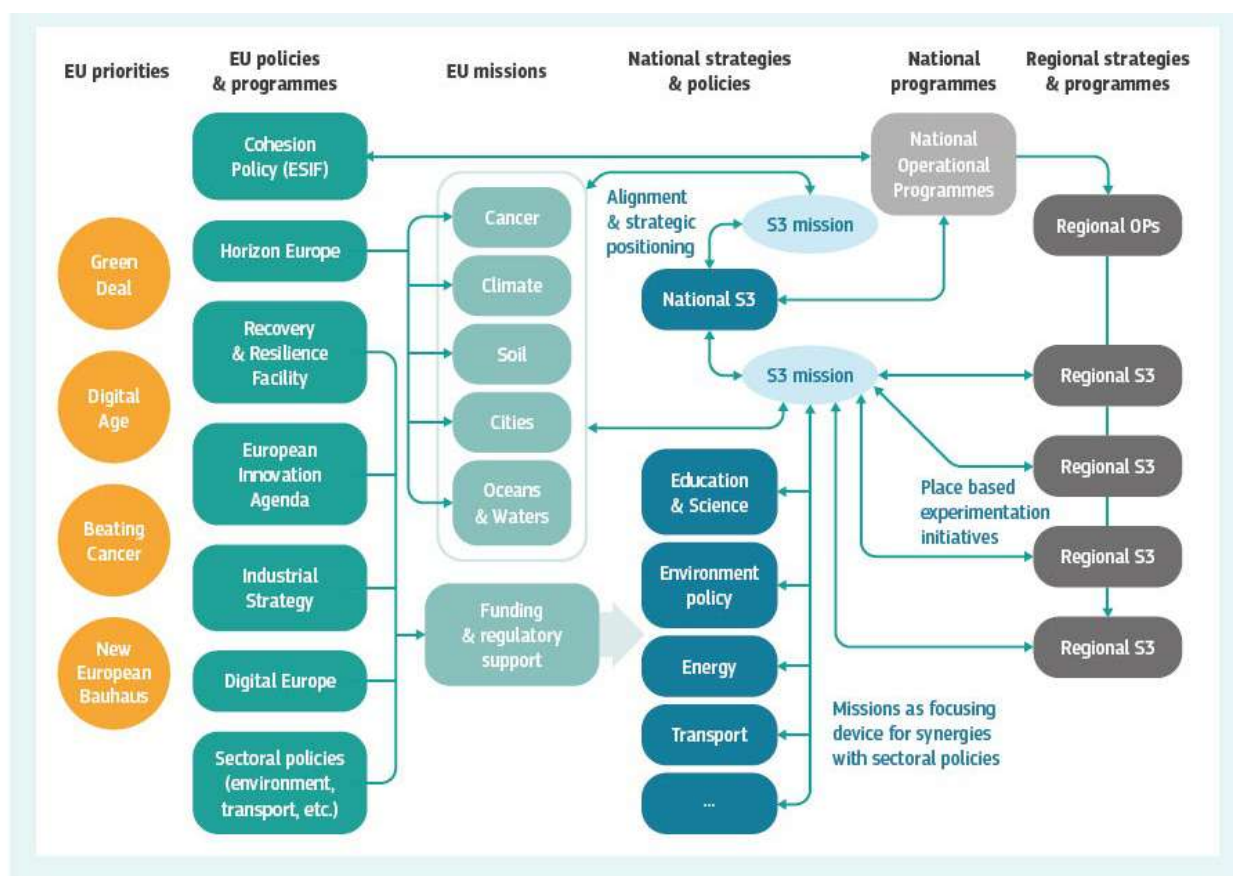 EU priorities
EU policies
& programmes
EU missions
National strategies
& policies
National
programmes
Regional strategies
& programmes
Green
Deal
Digital
Age
Beating
Cancer
New
European
Bauhaus
Cohesion
Policy (ESIF)
Horizon Europe
Recovery
& Resilience
Facility
European
Innovation
Agenda
Industrial
Strategy
Digital Europe
Sectoral policies
(environment,
transport, etc.)
Cancer
Climate
Soil
Cities
Oceans
& Waters
Funding
& regulatory
support
Alignment
& strategic
positioning
S3 mission
National S3
S3 mission
Education
& Science
Environment
policy
Energy
Transport
...
National
Operational
Programmes
Place based
experimentation
initiatives
Missions as focusing
device for synergies
with sectoral policies
Regional OPs
Regional S3
Regional S3
Regional S3
Regional S3